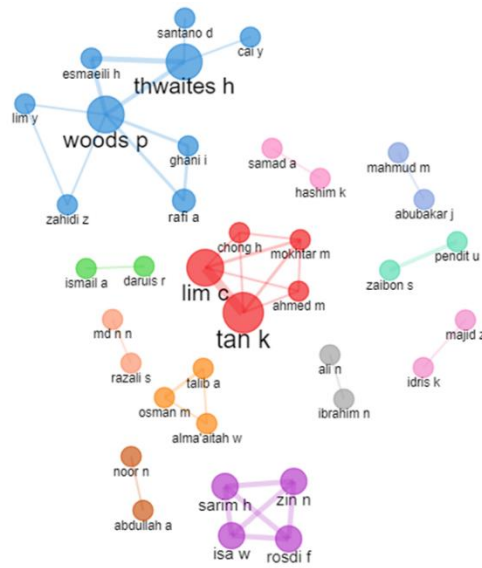 santano d
cai y
esmaeili h
thwaites h
lim y
woods p
ghani i
samad a
mahmud m
hashim k
zahidi z
rafi a
abubakar j
chong h
mokhtar m
pendit u
ismail a
daruis r
zaibon s
lim c
ahmed m
md n n
tan k
majid z
razali s
talib a
ali n
idris k
osman m
ibrahim n
alma'aitah w
noor n
sarim h
zin n
abdullah a
isa w
rosdi f